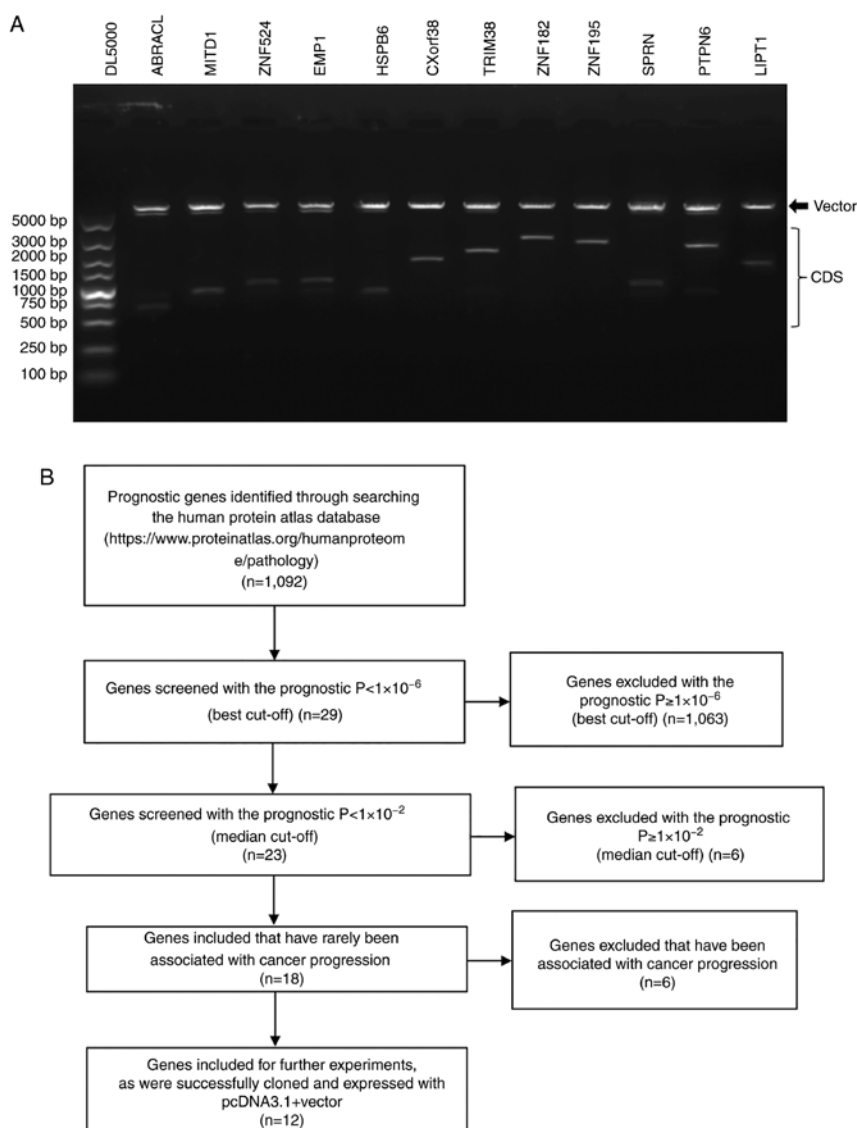 A
DL5000
ABRACL
MITD1
ZNF524
EMP1
HSPB6
CXorf38
TRIM38
ZNF182
ZNF195
SPRN
PTPN6
LIPT1
5000 bp
3000 bp
2000 bp
1500 bp
1000 bp
750 bp
500 bp
250 bp
100 bp
Vector
CDS
B
Prognostic genes identified through searching
the human protein atlas database
(https://www.proteinatlas.org/humanproteom
e/pathology)
(n=1,092)
Genes screened with the prognostic P<1×10⁻⁶
(best cut-off) (n=29)
Genes excluded with the
prognostic P≥1×10⁻⁶
(best cut-off) (n=1,063)
Genes screened with the prognostic P<1×10⁻²
(median cut-off)
(n=23)
Genes excluded with the prognostic
P≥1×10⁻²
(median cut-off) (n=6)
Genes included that have rarely been
associated with cancer progression
(n=18)
Genes excluded that have been
associated with cancer progression
(n=6)
Genes included for further experiments,
as were successfully cloned and expressed with
pcDNA3.1+vector
(n=12)